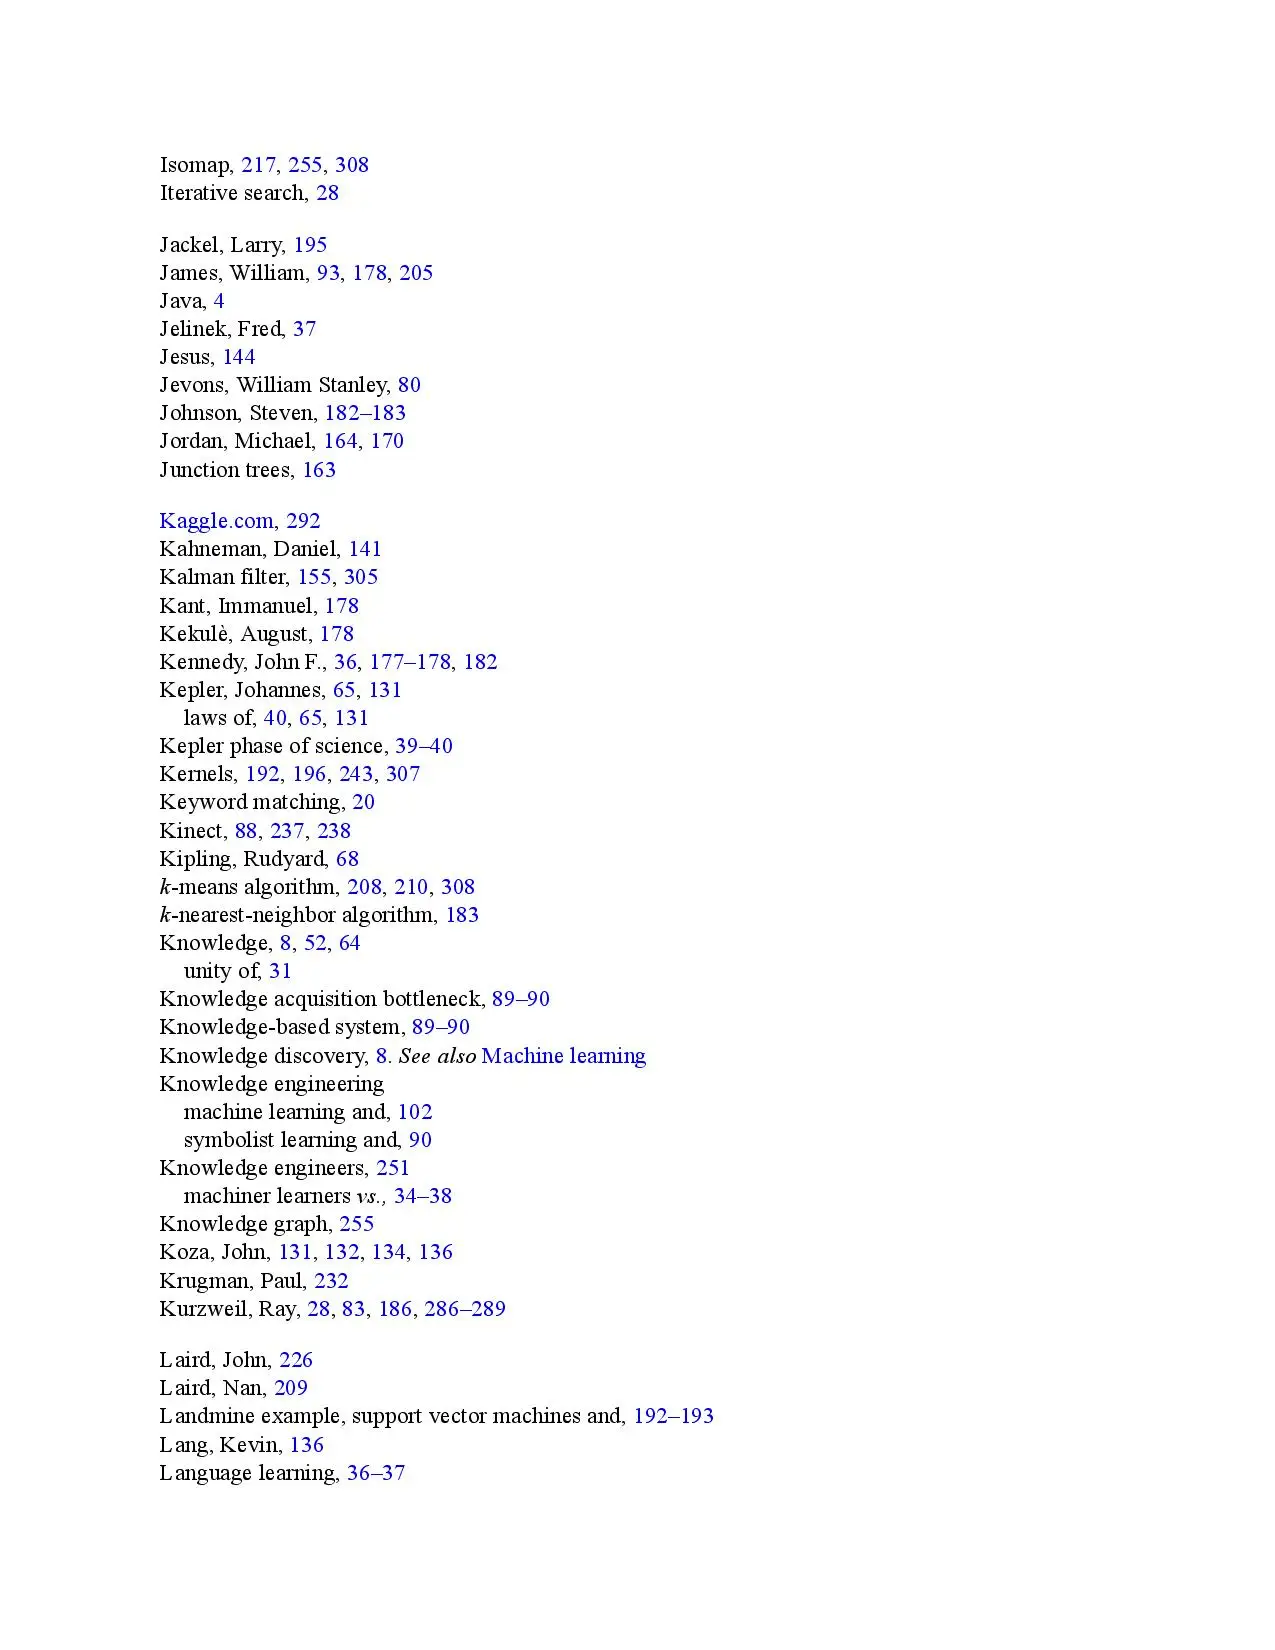 Isomap, 217, 255, 308
Iterative search, 28
Jackel, Larry, 195
James, William, 93, 178, 205
Java, 4
Jelinek, Fred, 37
Jesus, 144
Jevons, William Stanley, 80
Johnson, Steven, 182–183
Jordan, Michael, 164, 170
Junction trees, 163
Kaggle.com, 292
Kahneman, Daniel, 141
Kalman filter, 155, 305
Kant, Immanuel, 178
Kekulè, August, 178
Kennedy, John F., 36, 177–178, 182
Kepler, Johannes, 65, 131
laws of, 40, 65, 131
Kepler phase of science, 39–40
Kernels, 192, 196, 243, 307
Keyword matching, 20
Kinect, 88, 237, 238
Kipling, Rudyard, 68
k-means algorithm, 208, 210, 308
k-nearest-neighbor algorithm, 183
Knowledge, 8, 52, 64
unity of, 31
Knowledge acquisition bottleneck, 89–90
Knowledge-based system, 89–90
Knowledge discovery, 8. See also Machine learning
Knowledge engineering
machine learning and, 102
symbolist learning and, 90
Knowledge engineers, 251
machiner learners vs., 34–38
Knowledge graph, 255
Koza, John, 131, 132, 134, 136
Krugman, Paul, 232
Kurzweil, Ray, 28, 83, 186, 286–289
Laird, John, 226
Laird, Nan, 209
Landmine example, support vector machines and, 192–193
Lang, Kevin, 136
Language learning, 36–37